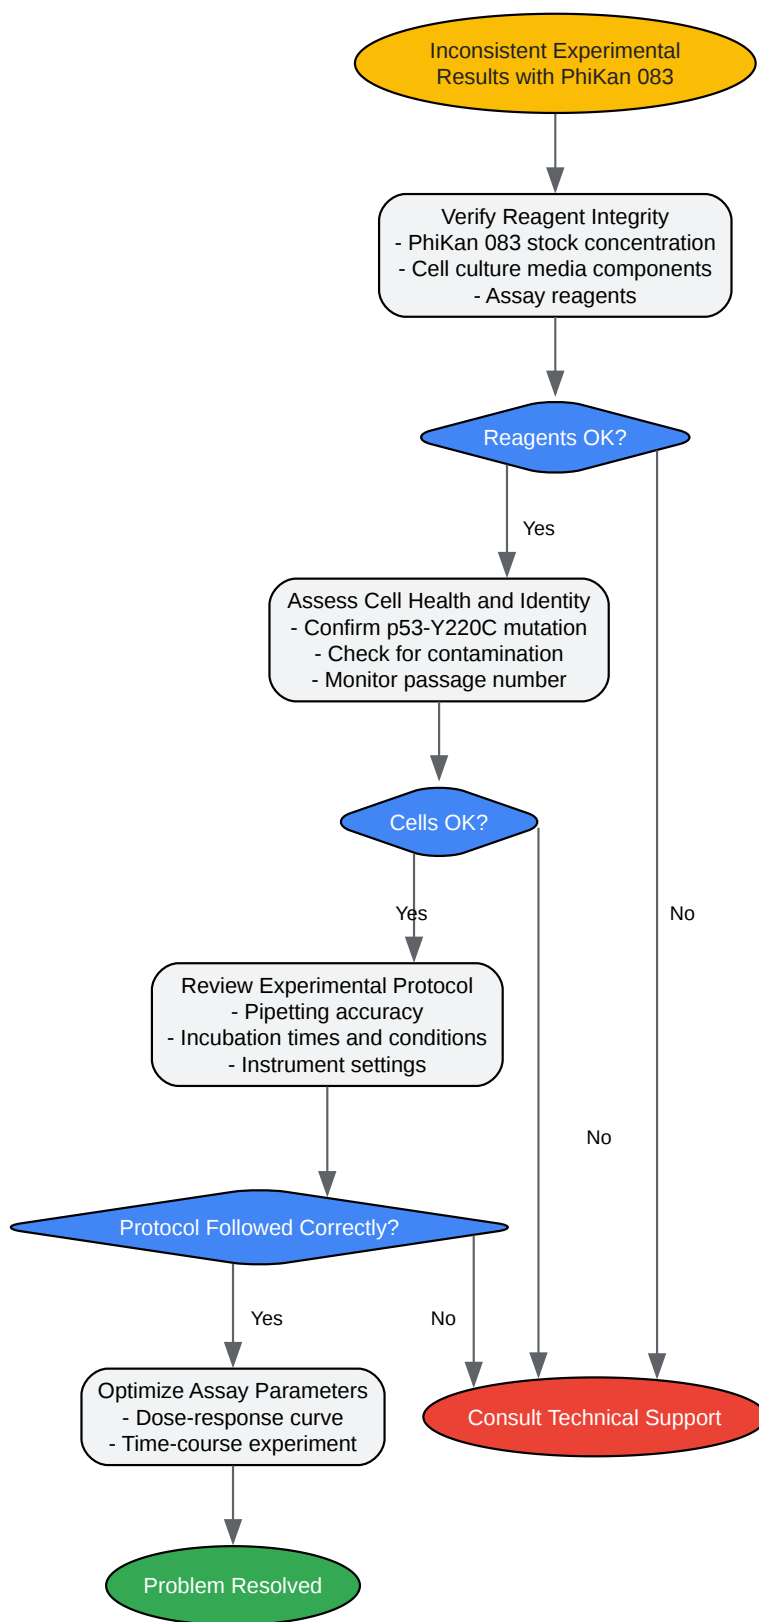 Inconsistent Experimental
Results with PhiKan 083
Verify Reagent Integrity
- PhiKan 083 stock concentration
- Cell culture media components
- Assay reagents
Reagents OK?
Yes
Assess Cell Health and Identity
- Confirm p53-Y220C mutation
- Check for contamination
- Monitor passage number
Cells OK?
Yes
No
Review Experimental Protocol
- Pipetting accuracy
- Incubation times and conditions
- Instrument settings
No
Protocol Followed Correctly?
Yes
No
Optimize Assay Parameters
- Dose-response curve
- Time-course experiment
Consult Technical Support
Problem Resolved